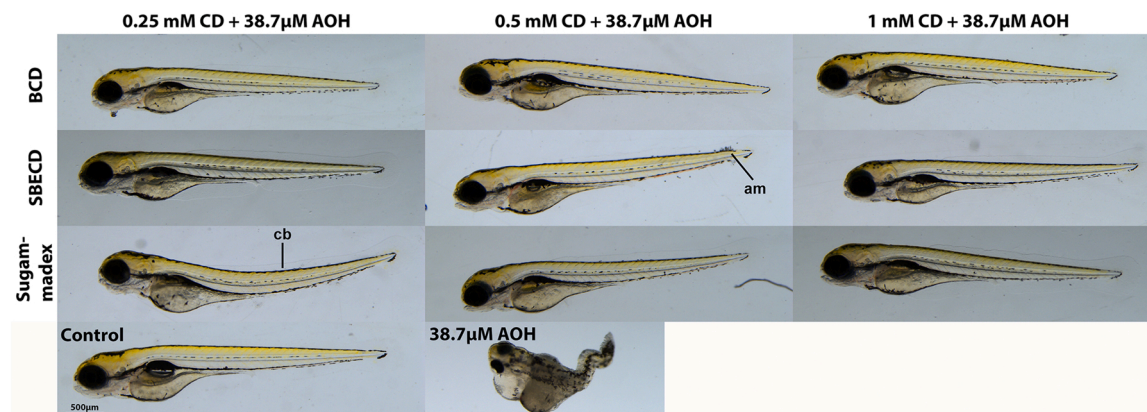 0.25 mM CD + 38.7µM AOH
0.5 mM CD + 38.7µM AOH
1 mM CD + 38.7µM AOH
BCD
SBECD
am
Sugam-
madex
cb
Control
38.7µM AOH
500µm